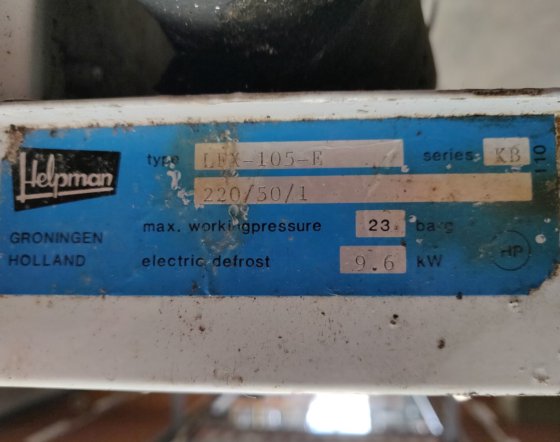 Helpman
type LEX-105-E series KB
220/50/1
max. workingpressure 23 barg
GRONINGEN
HOLLAND
electric defrost 9.6 kW
HP
110